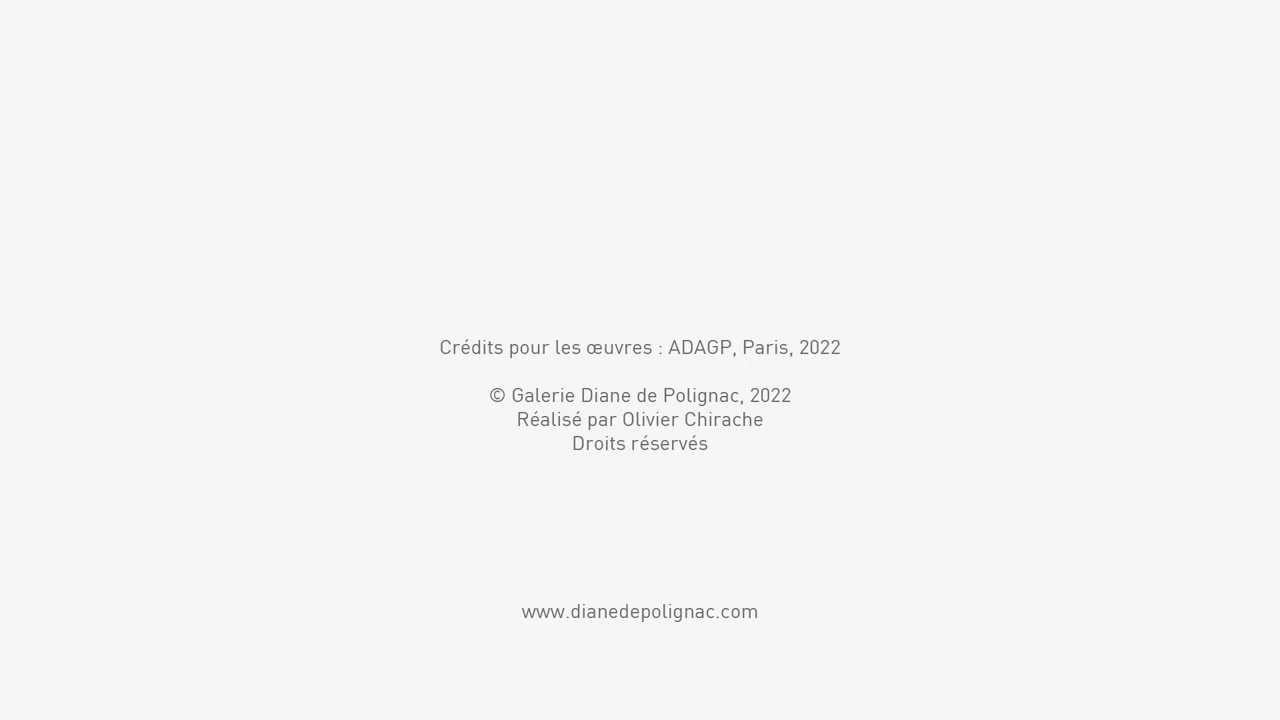 Crédits pour les œuvres : ADAGP, Paris, 2022
© Galerie Diane de Polignac, 2022
Réalisé par Olivier Chirache
Droits réservés
www.dianedepolignac.com